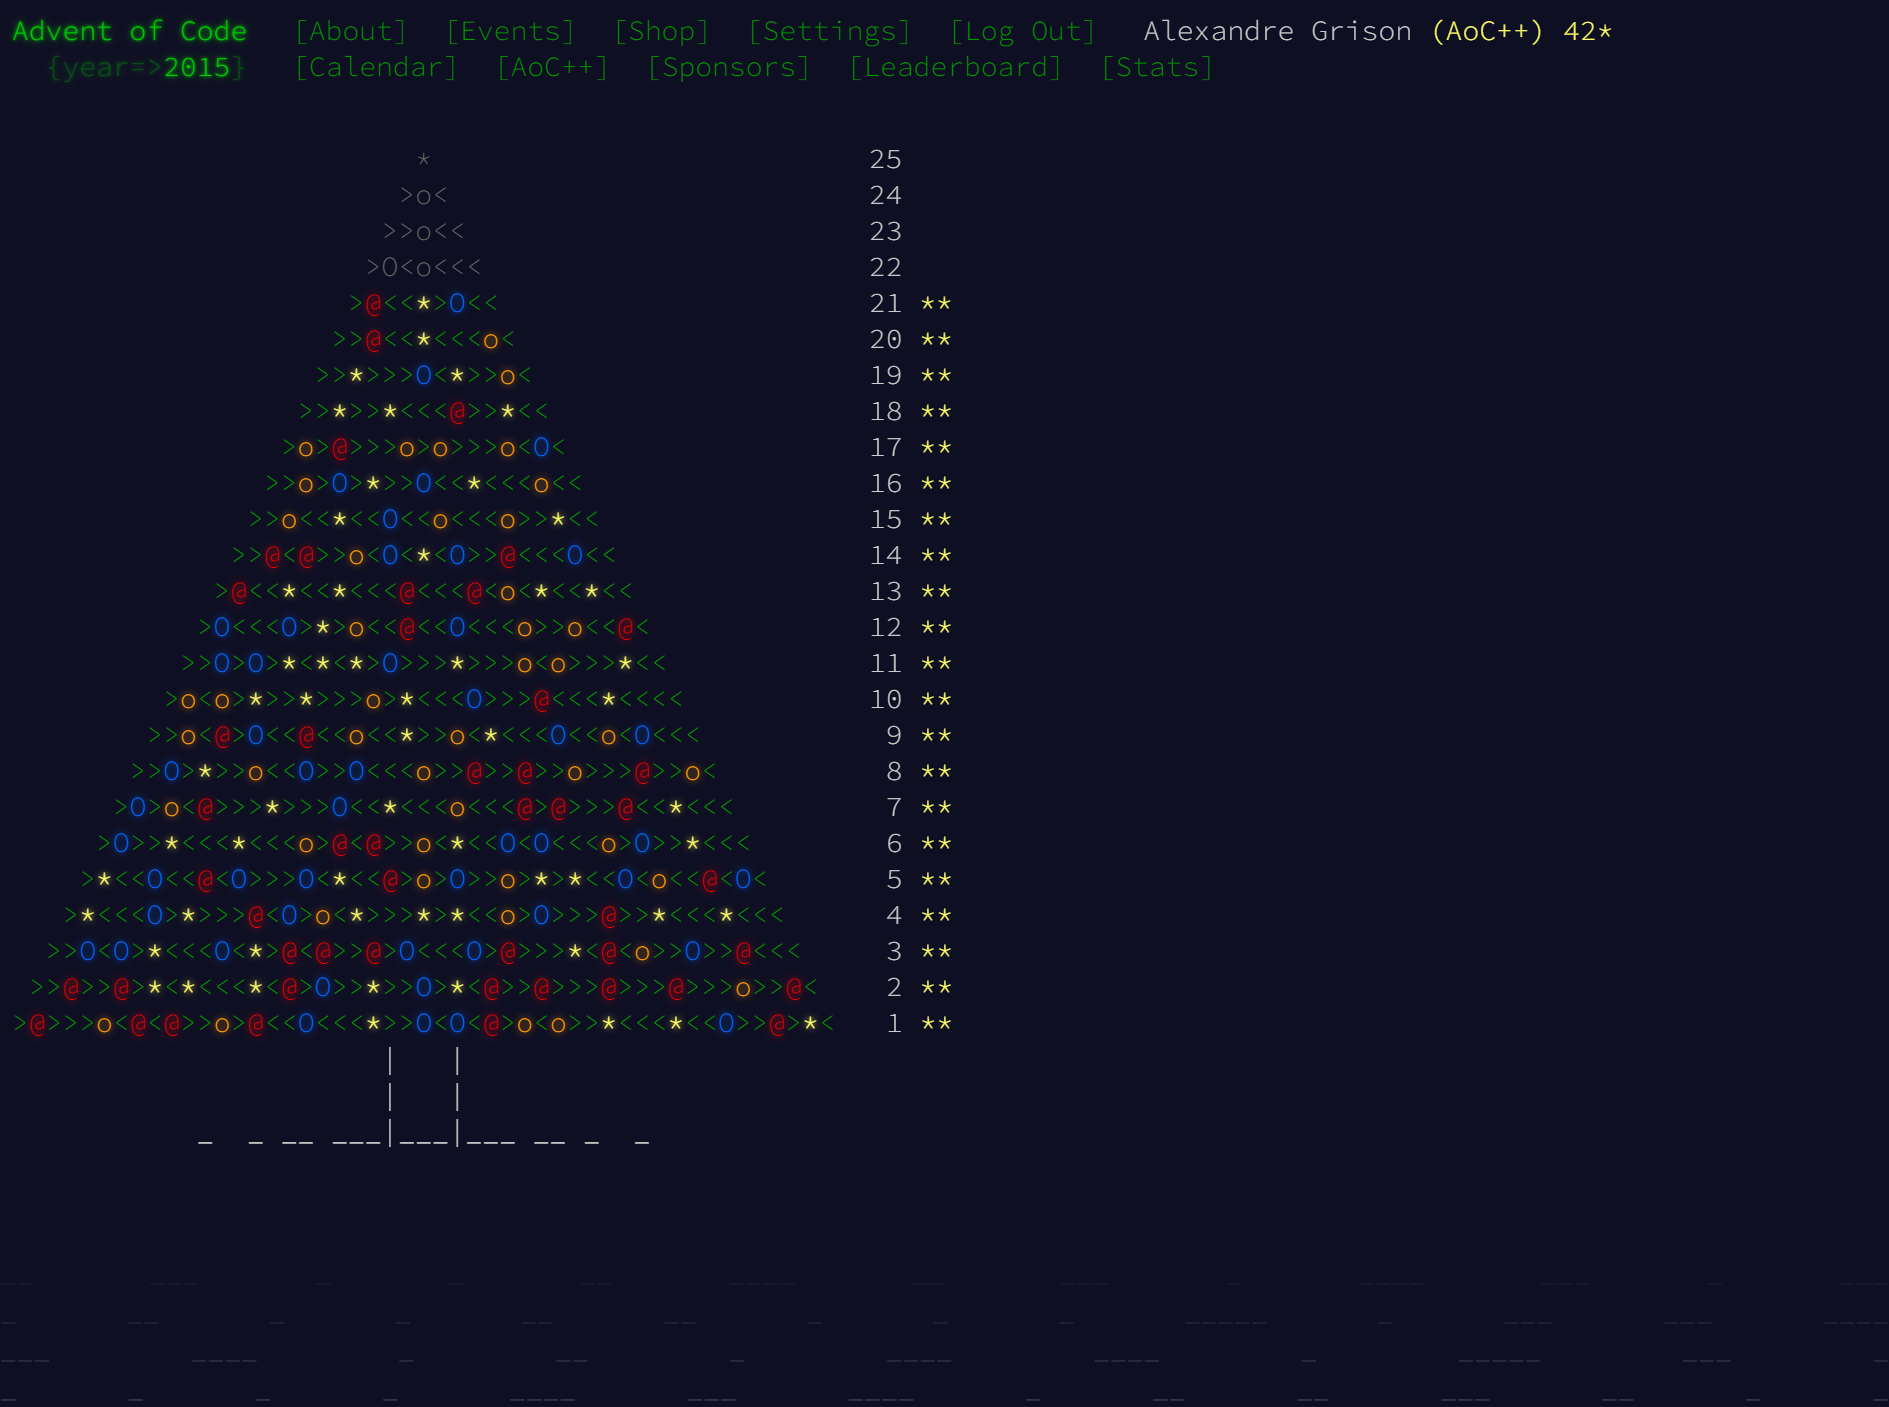 Advent of Code [About] [Events] [Shop] [Settings] [Log Out] Alexandre Grison (AoC++) 42*
{year=>2015} [Calendar] [AoC++] [Sponsors] [Leaderboard] [Stats]
* 25
>o< 24
>>o<< 23
>O<o<<< 22
>@<<*>O<< 21 **
>>@<<*<<<o< 20 **
>>*>>>O<*>>o< 19 **
>>*>>*<<<@>>*<< 18 **
>o>@>>>o>o>>>o<O< 17 **
>>o>O>*>>O<<*<<<o<< 16 **
>>o<<*<<O<<o<<<o>>*<< 15 **
>>@<@>>o<O<*<O>>@<<<O<< 14 **
>@<<*<<*<<<@<<<@<o<*<<*<< 13 **
>O<<<O>*>o<<@<<O<<<o>>o<<@< 12 **
>>O>O>*<*<*>O>>>*>>>o<o>>>*<< 11 **
>o<o>*>>*>>>o>*<<<O>>>@<<<*<<<< 10 **
>>o<@>O<<@<<o<<*>>o<*<<<O<<o<O<<< 9 **
>>O>*>>o<<O>>O<<<o>>@>>@>>o>>>@>>o< 8 **
>O>o<@>>>*>>>O<<*<<<o<<<@>@>>>@<<*<<< 7 **
>O>>*<<<*<<<o>@<@>>o<*<<O<O<<<o>O>>*<<< 6 **
>*<<O<<@<O>>>O<*<<@>o>O>>o>*>*<<O<o<<@<O< 5 **
>*<<<O>*>>>@<O>o<*>>>*>*<<o>O>>>@>>*<<<*<<< 4 **
>>O<O>*<<<O<*>@<@>>@>O<<<O>@>>>*<@<o>>O>>@<<< 3 **
>>@>>@>*<*<<<*<@>O>>*>>O>*<@>>@>>>@>>>@>>>o>>@< 2 **
>@>>>o<@<@>>o>@<<O<<<*>>O<O<@>o<o>>*<<<*<<O>>@>*< 1 **
| |
| |
_ _ __ ___|___|___ __ _ _